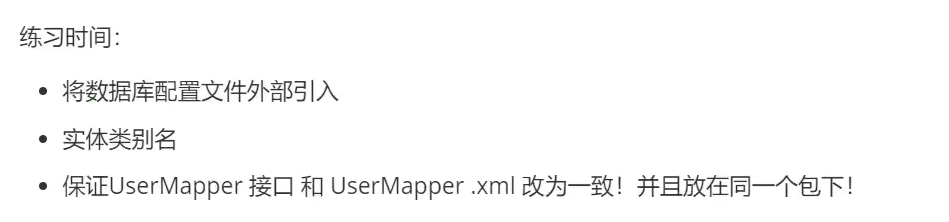 练习时间：
将数据库配置文件外部引入
实体类别名
保证UserMapper 接口 和 UserMapper .xml 改为一致！并且放在同一个包下！